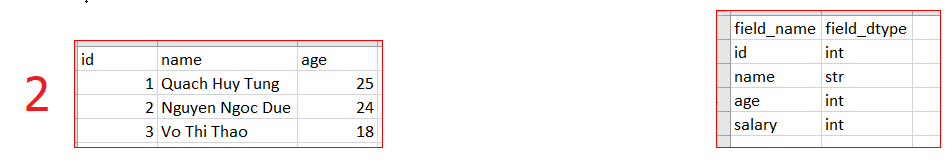 2
id name age
1 Quach Huy Tung 25
2 Nguyen Ngoc Due 24
3 Vo Thi Thao 18
field_name field_dtype
id int
name str
age int
salary int